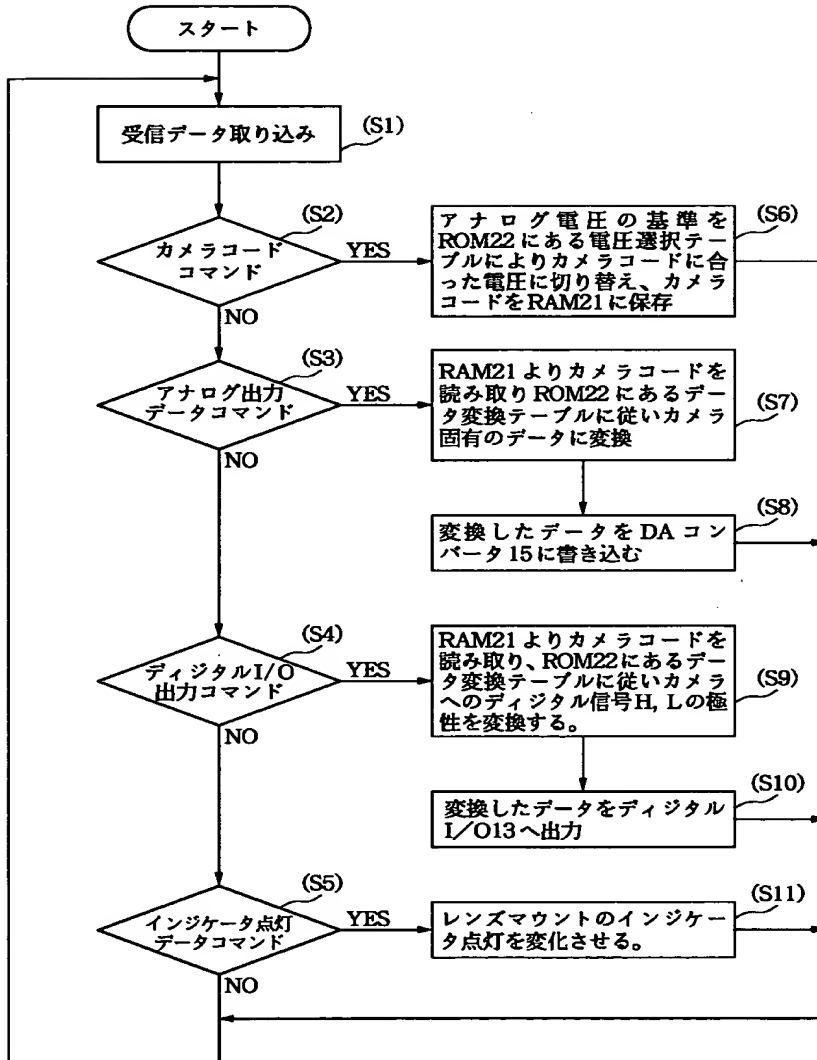 スタート
受信データ取り込み
(S1)
(S2)
カメラコード
コマンド
YES
NO
アナログ電圧の基準を
ROM22にある電圧選択テー
ブルによりカメラコードに合
った電圧に切り替え、カメラ
コードをRAM21に保存
(S6)
(S3)
アナログ出力
データコマンド
YES
NO
RAM21よりカメラコードを
読み取りROM22にあるデー
タ変換テーブルに従いカメラ
固有のデータに変換
(S7)
変換したデータをDAコン
バータ15に書き込む
(S8)
(S4)
ディジタルI/O
出力コマンド
YES
NO
RAM21よりカメラコードを
読み取り、ROM22にあるデー
タ変換テーブルに従いカメラ
へのディジタル信号H, Lの極
性を変換する。
(S9)
変換したデータをディジタル
I/O13へ出力
(S10)
(S5)
インジケータ点灯
データコマンド
YES
NO
レンズマウントのインジケー
タ点灯を変化させる。
(S11)